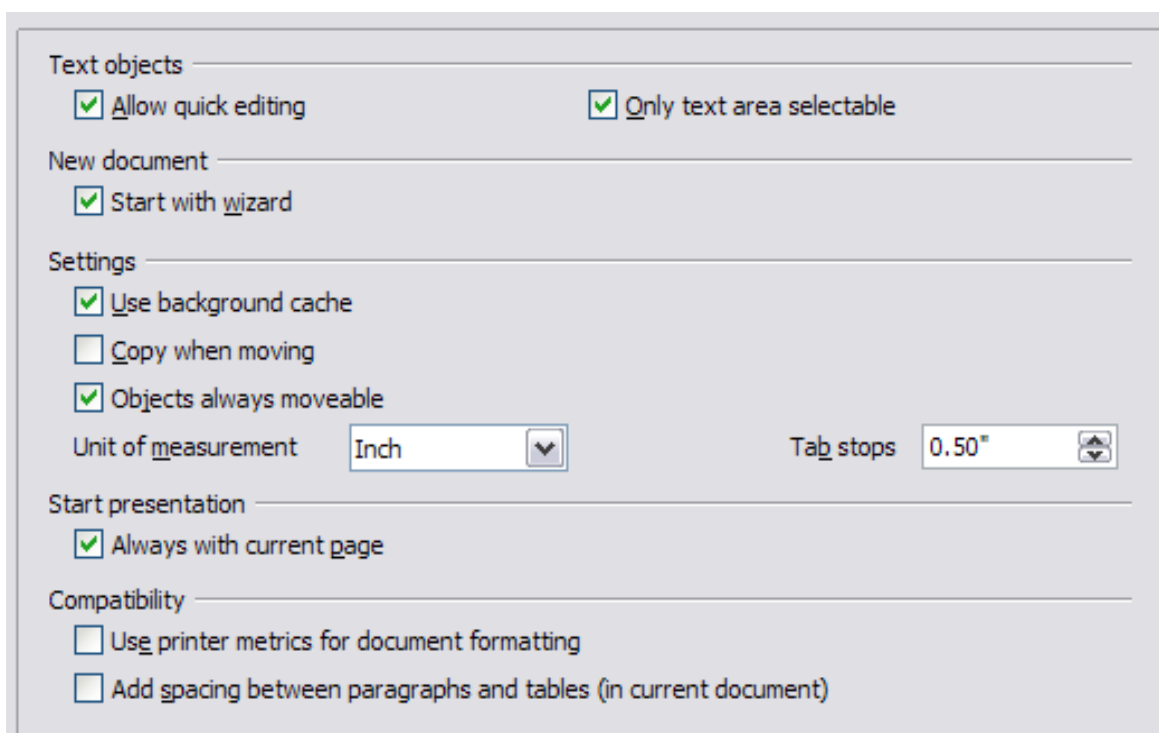 Text objects
Allow quick editing Only text area selectable
New document
Start with wizard
Settings
Use background cache
Copy when moving
Objects always moveable
Unit of measurement Inch Tab stops 0.50"
Start presentation
Always with current page
Compatibility
Use printer metrics for document formatting
Add spacing between paragraphs and tables (in current document)